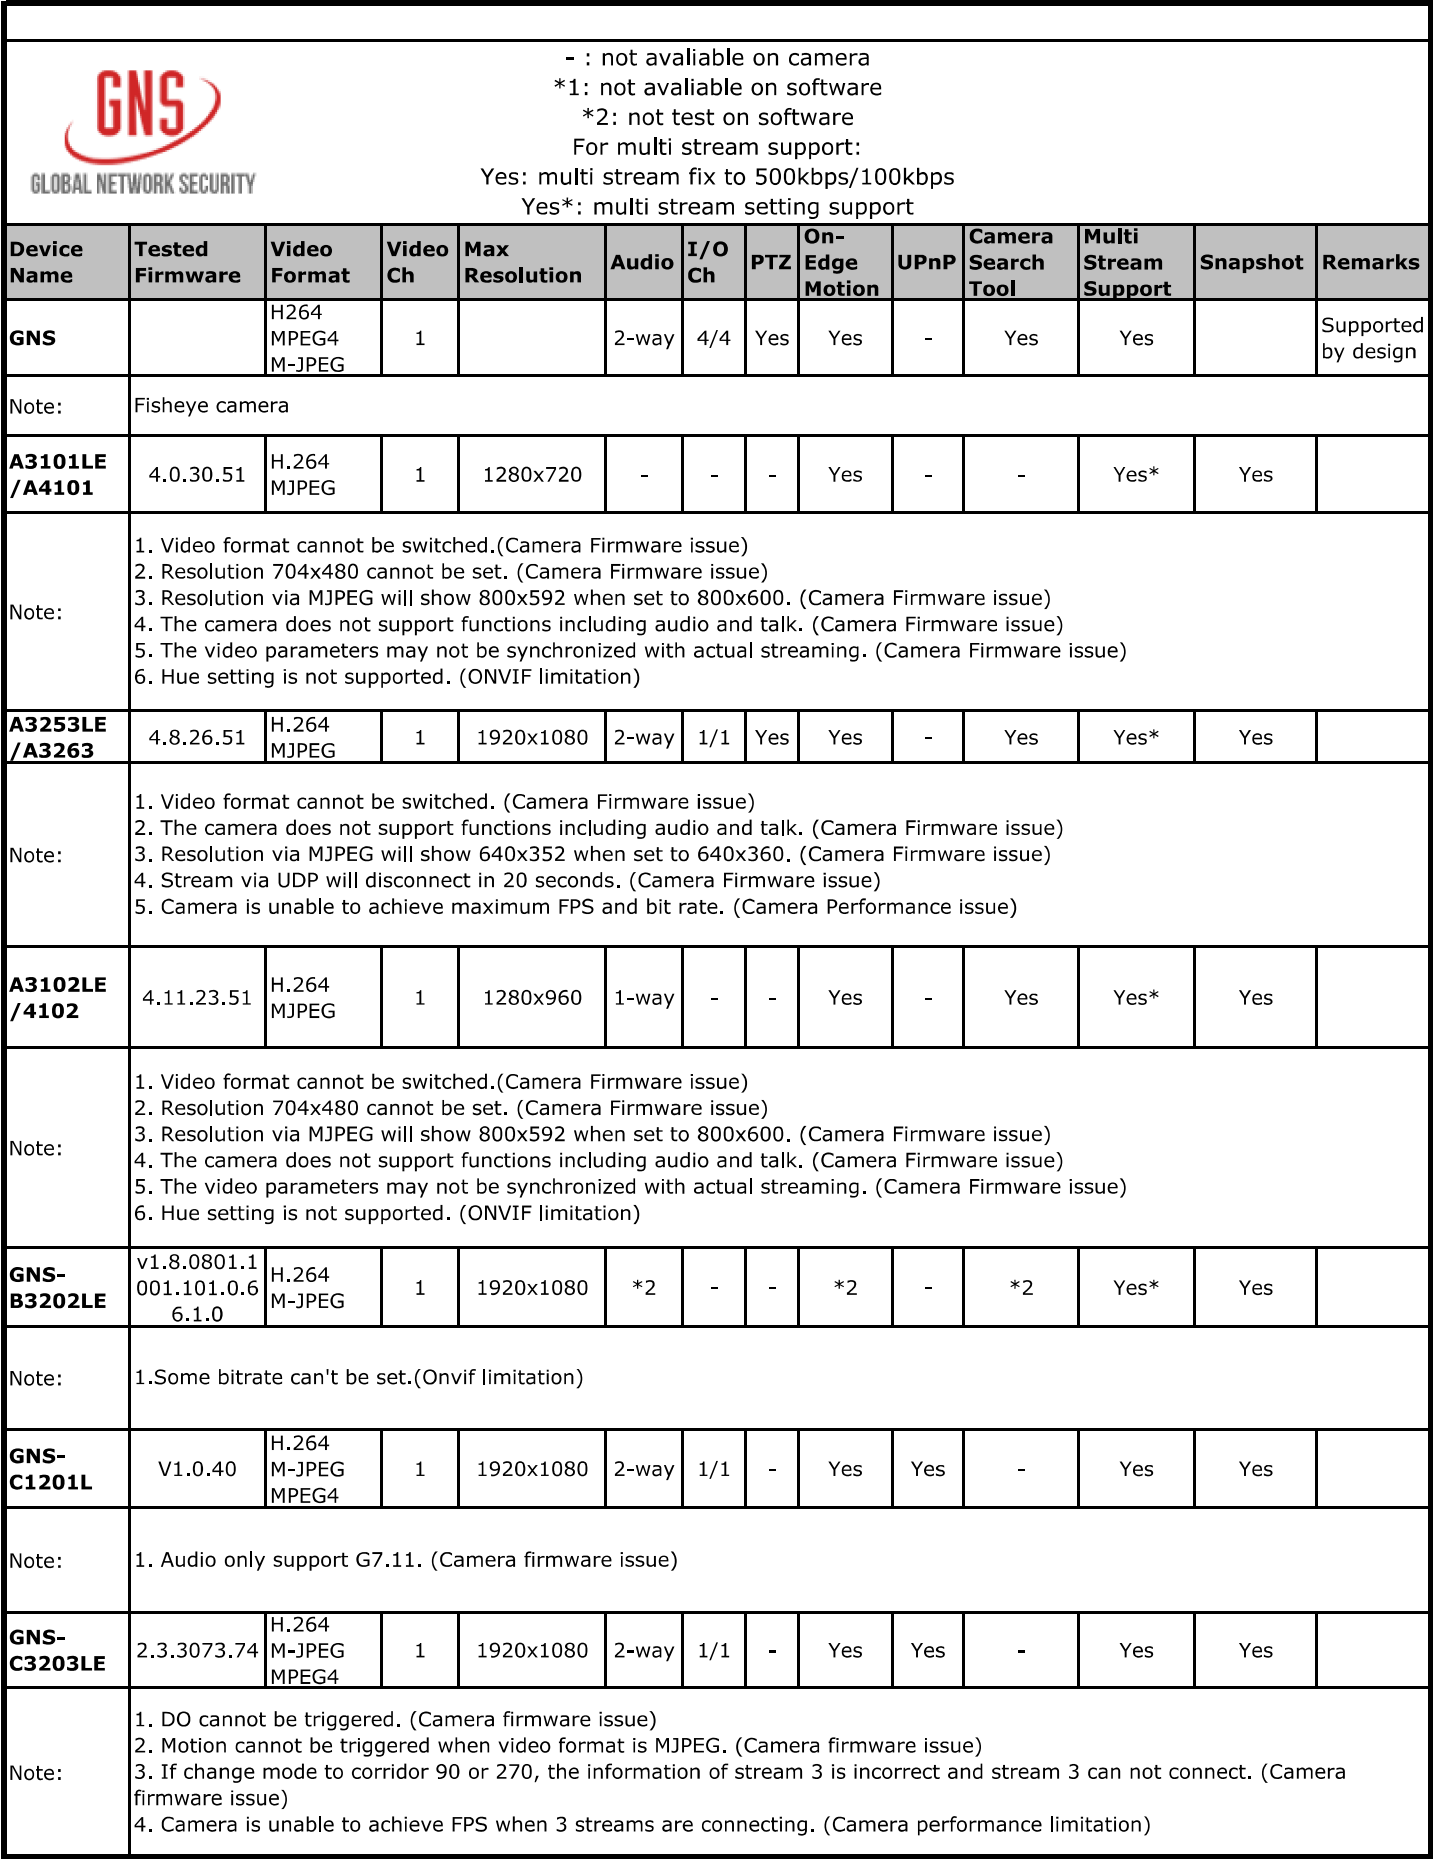 GNS
GLOBAL NETWORK SECURITY
- : not avaliable on camera
*1: not avaliable on software
*2: not test on software
For multi stream support:
Yes: multi stream fix to 500kbps/100kbps
Yes*: multi stream setting support
Device Name | Tested Firmware | Video Format | Video Ch | Max Resolution | Audio | I/O Ch | PTZ | On-Edge Motion | UPnP | Camera Search Tool | Multi Stream Support | Snapshot | Remarks
GNS | | H264 MPEG4 M-JPEG | 1 | | 2-way | 4/4 | Yes | Yes | - | Yes | Yes | | Supported by design
Note: Fisheye camera
A3101LE /A4101 | 4.0.30.51 | H.264 MJPEG | 1 | 1280x720 | - | - | - | Yes | - | - | Yes* | Yes |
Note:
1. Video format cannot be switched.(Camera Firmware issue)
2. Resolution 704x480 cannot be set. (Camera Firmware issue)
3. Resolution via MJPEG will show 800x592 when set to 800x600. (Camera Firmware issue)
4. The camera does not support functions including audio and talk. (Camera Firmware issue)
5. The video parameters may not be synchronized with actual streaming. (Camera Firmware issue)
6. Hue setting is not supported. (ONVIF limitation)
A3253LE /A3263 | 4.8.26.51 | H.264 MJPEG | 1 | 1920x1080 | 2-way | 1/1 | Yes | Yes | - | Yes | Yes* | Yes |
Note:
1. Video format cannot be switched. (Camera Firmware issue)
2. The camera does not support functions including audio and talk. (Camera Firmware issue)
3. Resolution via MJPEG will show 640x352 when set to 640x360. (Camera Firmware issue)
4. Stream via UDP will disconnect in 20 seconds. (Camera Firmware issue)
5. Camera is unable to achieve maximum FPS and bit rate. (Camera Performance issue)
A3102LE /4102 | 4.11.23.51 | H.264 MJPEG | 1 | 1280x960 | 1-way | - | - | Yes | - | Yes | Yes* | Yes |
Note:
1. Video format cannot be switched.(Camera Firmware issue)
2. Resolution 704x480 cannot be set. (Camera Firmware issue)
3. Resolution via MJPEG will show 800x592 when set to 800x600. (Camera Firmware issue)
4. The camera does not support functions including audio and talk. (Camera Firmware issue)
5. The video parameters may not be synchronized with actual streaming. (Camera Firmware issue)
6. Hue setting is not supported. (ONVIF limitation)
GNS-B3202LE | v1.8.0801.1001.101.0.66.1.0 | H.264 M-JPEG | 1 | 1920x1080 | *2 | - | - | *2 | - | *2 | Yes* | Yes |
Note: 1.Some bitrate can't be set.(Onvif limitation)
GNS-C1201L | V1.0.40 | H.264 M-JPEG MPEG4 | 1 | 1920x1080 | 2-way | 1/1 | - | Yes | Yes | - | Yes | Yes |
Note: 1. Audio only support G7.11. (Camera firmware issue)
GNS-C3203LE | 2.3.3073.74 | H.264 M-JPEG MPEG4 | 1 | 1920x1080 | 2-way | 1/1 | - | Yes | Yes | - | Yes | Yes |
Note:
1. DO cannot be triggered. (Camera firmware issue)
2. Motion cannot be triggered when video format is MJPEG. (Camera firmware issue)
3. If change mode to corridor 90 or 270, the information of stream 3 is incorrect and stream 3 can not connect. (Camera
firmware issue)
4. Camera is unable to achieve FPS when 3 streams are connecting. (Camera performance limitation)